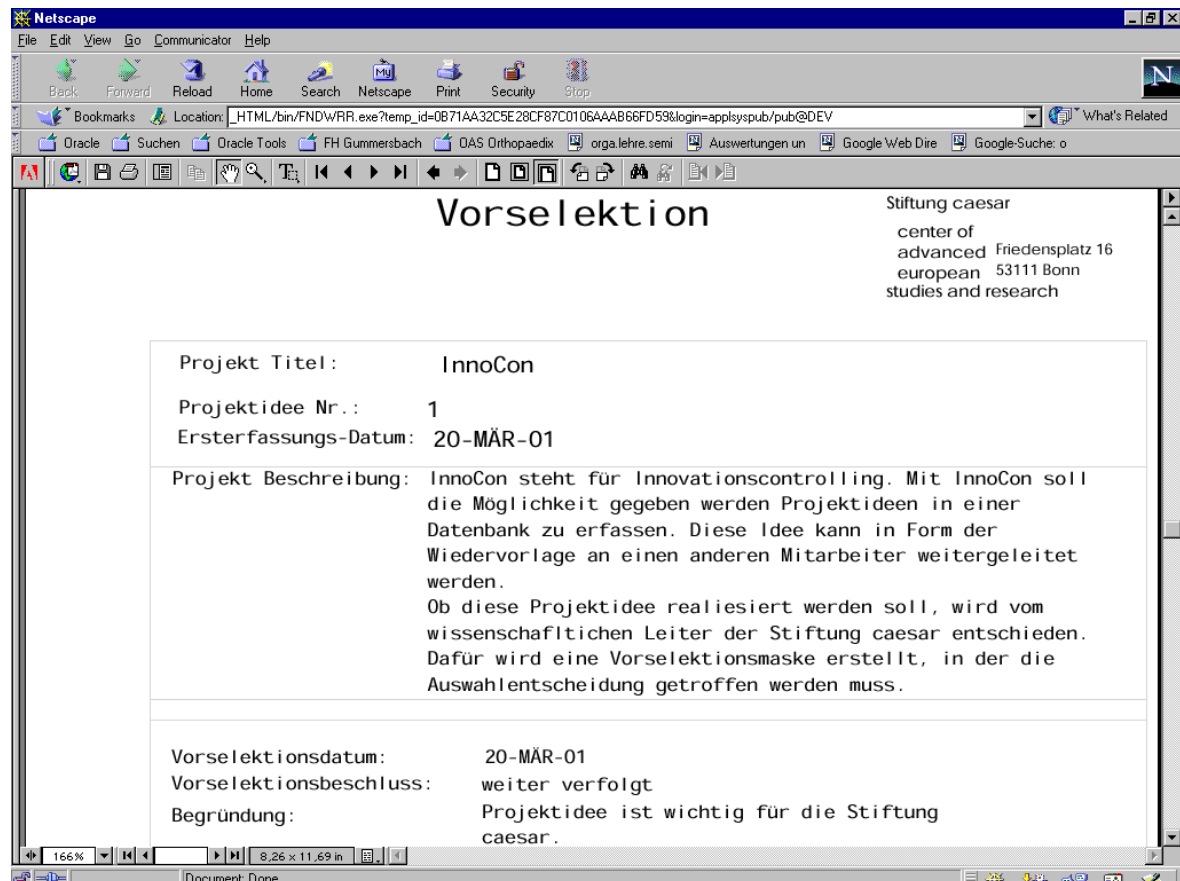 Netscape
File Edit View Go Communicator Help
Back Forward Reload Home Search Netscape Print Security Stop
Bookmarks Location: _HTML/bin/FNDWRR.exe?temp_id=0B71AA32C5E28CF87C0106AAAB66FD59&login=applsyspub/pub@DEV What's Related
Oracle Suchen Oracle Tools FH Gummersbach OAS Orthopaedix orga.lehre.semi Auswertungen un Google Web Dire Google-Suche: o
Vorselektion
Stiftung caesar
center of
advanced Friedensplatz 16
european 53111 Bonn
studies and research
Projekt Titel: InnoCon
Projektidee Nr.: 1
Ersterfassungs-Datum: 20-MÄR-01
Projekt Beschreibung: InnoCon steht für Innovationscontrolling. Mit InnoCon soll
die Möglichkeit gegeben werden Projektideen in einer
Datenbank zu erfassen. Diese Idee kann in Form der
Wiedervorlage an einen anderen Mitarbeiter weitergeleitet
werden.
Ob diese Projektidee realiesiert werden soll, wird vom
wissenschafltichen Leiter der Stiftung caesar entschieden.
Dafür wird eine Vorselektionsmaske erstellt, in der die
Auswahlentscheidung getroffen werden muss.
Vorselektionsdatum: 20-MÄR-01
Vorselektionsbeschluss: weiter verfolgt
Begründung: Projektidee ist wichtig für die Stiftung
caesar.
166% 8,26 x 11,69 in
Document: Done